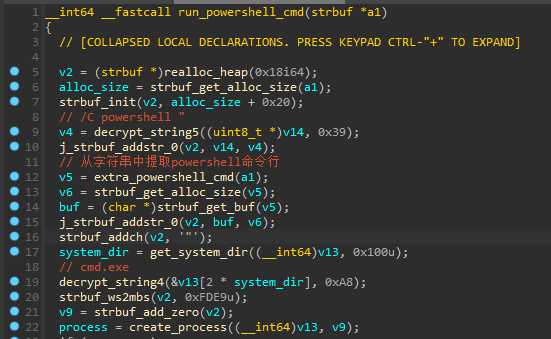 1 __int64 __fastcall run_powershell_cmd(strbuf *a1)
2 {
3 // [COLLAPSED LOCAL DECLARATIONS. PRESS KEYPAD CTRL-"+" TO EXPAND]
4
5 v2 = (strbuf *)realloc_heap(0x18i64);
6 alloc_size = strbuf_get_alloc_size(a1);
7 strbuf_init(v2, alloc_size + 0x20);
8 // /C powershell "
9 v4 = decrypt_string5((uint8_t *)v14, 0x39);
10 j_strbuf_addstr_0(v2, v14, v4);
11 // 从字符串中提取powershell命令行
12 v5 = extra_powershell_cmd(a1);
13 v6 = strbuf_get_alloc_size(v5);
14 buf = (char *)strbuf_get_buf(v5);
15 j_strbuf_addstr_0(v2, buf, v6);
16 strbuf_addch(v2, '"');
17 system_dir = get_system_dir((__int64)v13, 0x100u);
18 // cmd.exe
19 decrypt_string4(&v13[2 * system_dir], 0xA8);
20 strbuf_ws2mbs(v2, 0xFDE9u);
21 v9 = strbuf_add_zero(v2);
22 process = create_process((__int64)v13, v9);